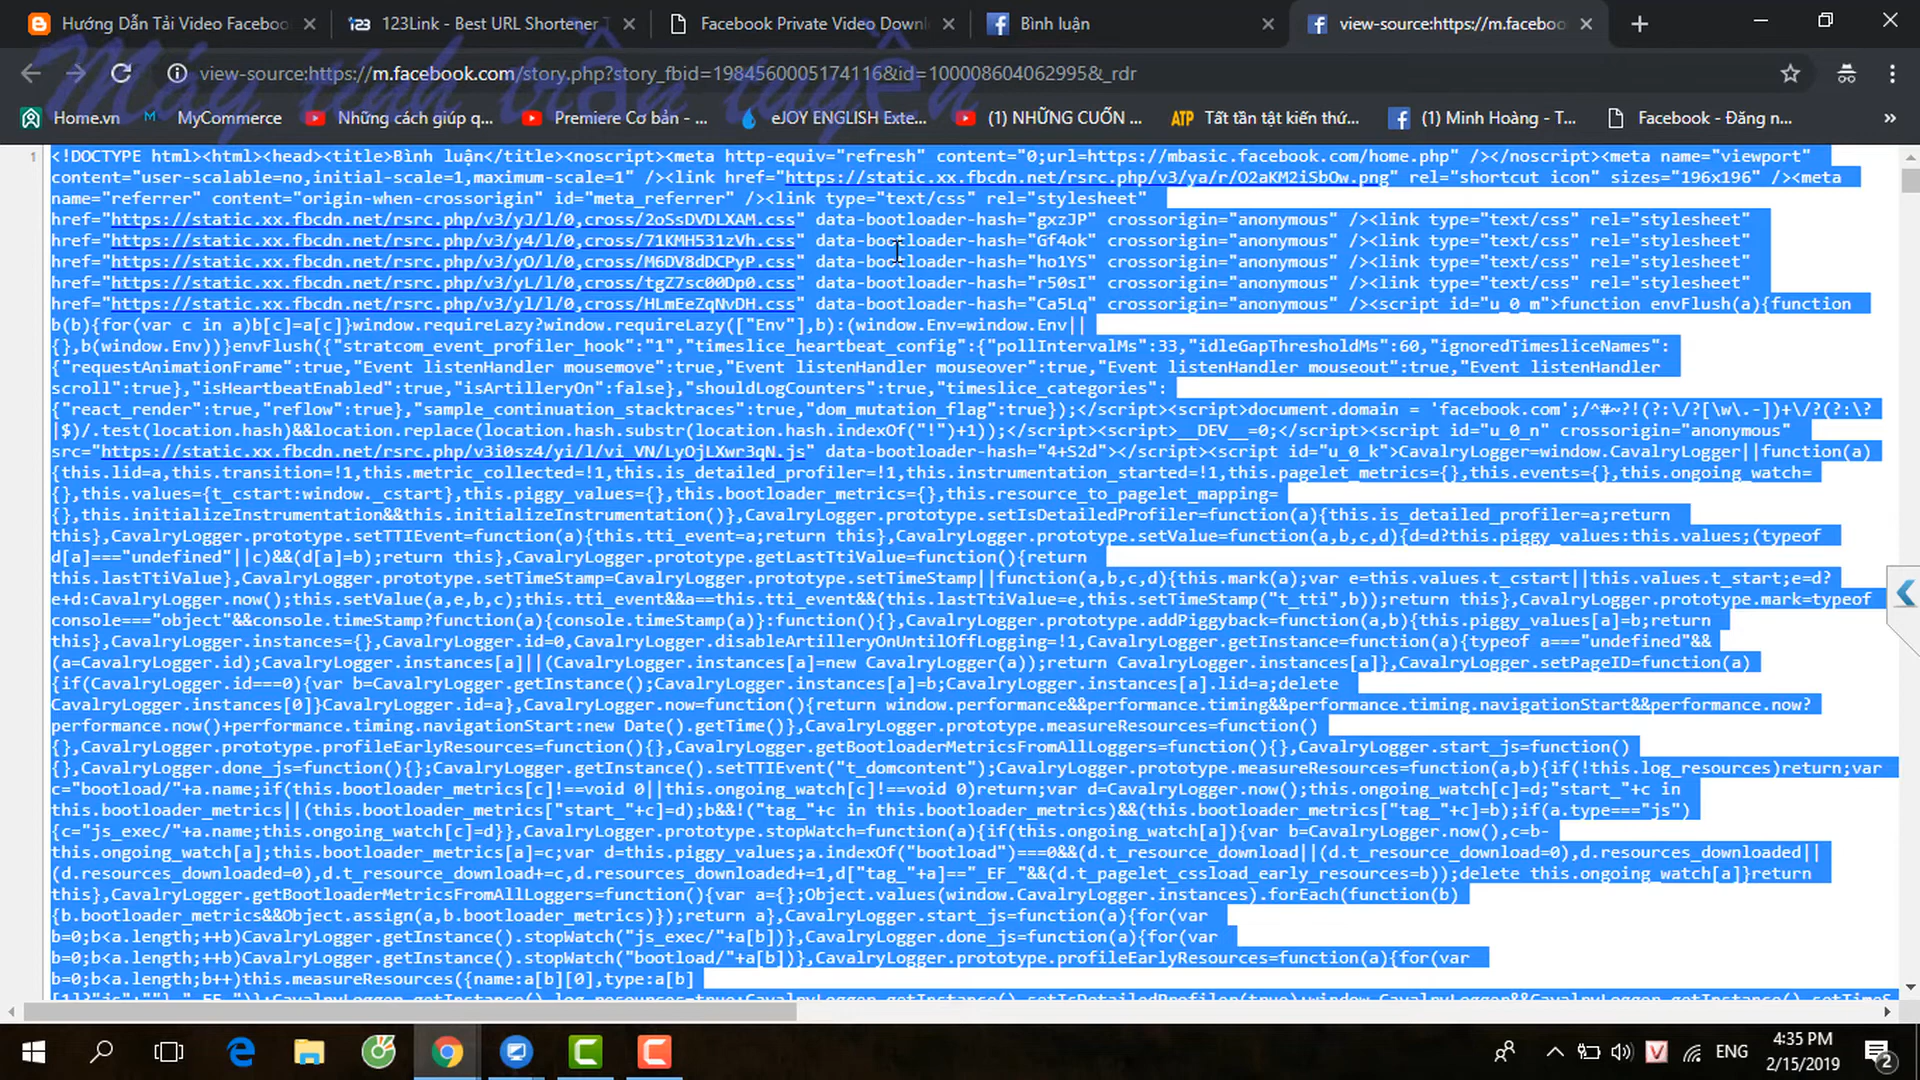 Hướng Dẫn Tải Video Faceboo
123Link - Best URL Shortener T
Facebook Private Video Downl
Bình luận
view-source:https://m.faceboo
view-source:https://m.facebook.com/story.php?story_fbid=1984560005174116&id=100008604062995&_rdr
Máy tính trần tuyền
Home.vn
MyCommerce
Những cách giúp q...
Premiere Cơ bản - ...
eJOY ENGLISH Exte...
(1) NHỮNG CUỐN ...
ATP
Tất tần tật kiến thứ...
(1) Minh Hoàng - T...
Facebook - Đăng n...
»
1
<!DOCTYPE html><html><head><title>Bình luận</title><noscript><meta http-equiv="refresh" content="0;url=https://mbasic.facebook.com/home.php" /></noscript><meta name="viewport"
content="user-scalable=no,initial-scale=1,maximum-scale=1" /><link href="https://static.xx.fbcdn.net/rsrc.php/v3/ya/r/O2aKM2iSbOw.png" rel="shortcut icon" sizes="196x196" /><meta
name="referrer" content="origin-when-crossorigin" id="meta_referrer" /><link type="text/css" rel="stylesheet"
href="https://static.xx.fbcdn.net/rsrc.php/v3/yJ/l/0,cross/2oSsDVDLXAM.css" data-bootloader-hash="gxzJP" crossorigin="anonymous" /><link type="text/css" rel="stylesheet"
href="https://static.xx.fbcdn.net/rsrc.php/v3/y4/l/0,cross/71KMH531zVh.css" data-bootloader-hash="Gf4ok" crossorigin="anonymous" /><link type="text/css" rel="stylesheet"
href="https://static.xx.fbcdn.net/rsrc.php/v3/yO/l/0,cross/M6DV8dDCPyP.css" data-bootloader-hash="ho1YS" crossorigin="anonymous" /><link type="text/css" rel="stylesheet"
href="https://static.xx.fbcdn.net/rsrc.php/v3/yL/l/0,cross/tgZ7sc00Dp0.css" data-bootloader-hash="r50sI" crossorigin="anonymous" /><link type="text/css" rel="stylesheet"
href="https://static.xx.fbcdn.net/rsrc.php/v3/yl/l/0,cross/HLmEeZqNvDH.css" data-bootloader-hash="Ca5Lq" crossorigin="anonymous" /><script id="u_0_m">function envFlush(a){function
b(b){for(var c in a)b[c]=a[c]}window.requireLazy?window.requireLazy(["Env"],b):(window.Env=window.Env||
{},b(window.Env))}envFlush({"stratcom_event_profiler_hook":"1","timeslice_heartbeat_config":{"pollIntervalMs":33,"idleGapThresholdMs":60,"ignoredTimesliceNames":
{"requestAnimationFrame":true,"Event listenHandler mousemove":true,"Event listenHandler mouseover":true,"Event listenHandler mouseout":true,"Event listenHandler
scroll":true},"isHeartbeatEnabled":true,"isArtilleryOn":false},"shouldLogCounters":true,"timeslice_categories":
{"react_render":true,"reflow":true},"sample_continuation_stacktraces":true,"dom_mutation_flag":true});</script><script>document.domain = 'facebook.com';/^#~?!(?:\/?[\w\.-])+\/?(?:\?
|$)/.test(location.hash)&&location.replace(location.hash.substr(location.hash.indexOf("!")+1));</script><script>__DEV__=0;</script><script id="u_0_n" crossorigin="anonymous"
src="https://static.xx.fbcdn.net/rsrc.php/v3i0sz4/yi/l/vi_VN/LyOjLXwr3qN.js" data-bootloader-hash="4+S2d"></script><script id="u_0_k">CavalryLogger=window.CavalryLogger||function(a)
{this.lid=a,this.transition=!1,this.metric_collected=!1,this.is_detailed_profiler=!1,this.instrumentation_started=!1,this.pagelet_metrics={},this.events={},this.ongoing_watch=
{},this.values={t_cstart:window._cstart},this.piggy_values={},this.bootloader_metrics={},this.resource_to_pagelet_mapping=
{},this.initializeInstrumentation&&this.initializeInstrumentation()},CavalryLogger.prototype.setIsDetailedProfiler=function(a){this.is_detailed_profiler=a;return
this},CavalryLogger.prototype.setTTIEvent=function(a){this.tti_event=a;return this},CavalryLogger.prototype.setValue=function(a,b,c,d){d=d?this.piggy_values:this.values;(typeof
d[a]==="undefined"||c)&&(d[a]=b);return this},CavalryLogger.prototype.getLastTtiValue=function(){return
this.lastTtiValue},CavalryLogger.prototype.setTimeStamp=CavalryLogger.prototype.setTimeStamp||function(a,b,c,d){this.mark(a);var e=this.values.t_cstart||this.values.t_start;e=d?
e+d:CavalryLogger.now();this.setValue(a,e,b,c);this.tti_event&&a==this.tti_event&&(this.lastTtiValue=e,this.setTimeStamp("t_tti",b));return this},CavalryLogger.prototype.mark=typeof
console==="object"&&console.timeStamp?function(a){console.timeStamp(a)}:function(){},CavalryLogger.prototype.addPiggyback=function(a,b){this.piggy_values[a]=b;return
this},CavalryLogger.instances={},CavalryLogger.id=0,CavalryLogger.disableArtilleryOnUntilOffLogging=!1,CavalryLogger.getInstance=function(a){typeof a==="undefined"&&
(a=CavalryLogger.id);CavalryLogger.instances[a]||(CavalryLogger.instances[a]=new CavalryLogger(a));return CavalryLogger.instances[a]},CavalryLogger.setPageID=function(a)
{if(CavalryLogger.id===0){var b=CavalryLogger.getInstance();CavalryLogger.instances[a]=b;CavalryLogger.instances[a].lid=a;delete
CavalryLogger.instances[0]}CavalryLogger.id=a},CavalryLogger.now=function(){return window.performance&&performance.timing&&performance.timing.navigationStart&&performance.now?
performance.now()+performance.timing.navigationStart:new Date().getTime()},CavalryLogger.prototype.measureResources=function()
{},CavalryLogger.prototype.profileEarlyResources=function(){},CavalryLogger.getBootloaderMetricsFromAllLoggers=function(){},CavalryLogger.start_js=function()
{},CavalryLogger.done_js=function(){};CavalryLogger.getInstance().setTTIEvent("t_domcontent");CavalryLogger.prototype.measureResources=function(a,b){if(!this.log_resources)return;var
c="bootload/"+a.name;if(this.bootloader_metrics[c]!==void 0||this.ongoing_watch[c]!==void 0)return;var d=CavalryLogger.now();this.ongoing_watch[c]=d;"start_"+c in
this.bootloader_metrics||(this.bootloader_metrics["start_"+c]=d);b&&!("tag_"+c in this.bootloader_metrics)&&(this.bootloader_metrics["tag_"+c]=b);if(a.type==="js")
{c="js_exec/"+a.name;this.ongoing_watch[c]=d}},CavalryLogger.prototype.stopWatch=function(a){if(this.ongoing_watch[a]){var b=CavalryLogger.now(),c=b-
this.ongoing_watch[a];this.bootloader_metrics[a]=c;var d=this.piggy_values;a.indexOf("bootload")===0&&(d.t_resource_download||(d.t_resource_download=0),d.resources_downloaded||
(d.resources_downloaded=0),d.t_resource_download+=c,d.resources_downloaded+=1,d["tag_"+a]=="_EF_"&&(d.t_pagelet_cssload_early_resources=b));delete this.ongoing_watch[a]}return
this},CavalryLogger.getBootloaderMetricsFromAllLoggers=function(){var a={};Object.values(window.CavalryLogger.instances).forEach(function(b)
{b.bootloader_metrics&&Object.assign(a,b.bootloader_metrics)});return a},CavalryLogger.start_js=function(a){for(var
b=0;b<a.length;++b)CavalryLogger.getInstance().stopWatch("js_exec/"+a[b])},CavalryLogger.done_js=function(a){for(var
b=0;b<a.length;++b)CavalryLogger.getInstance().stopWatch("bootload/"+a[b])},CavalryLogger.prototype.profileEarlyResources=function(a){for(var
b=0;b<a.length;b++)this.measureResources({name:a[b][0],type:a[b]
ENG
4:35 PM
2/15/2019
2